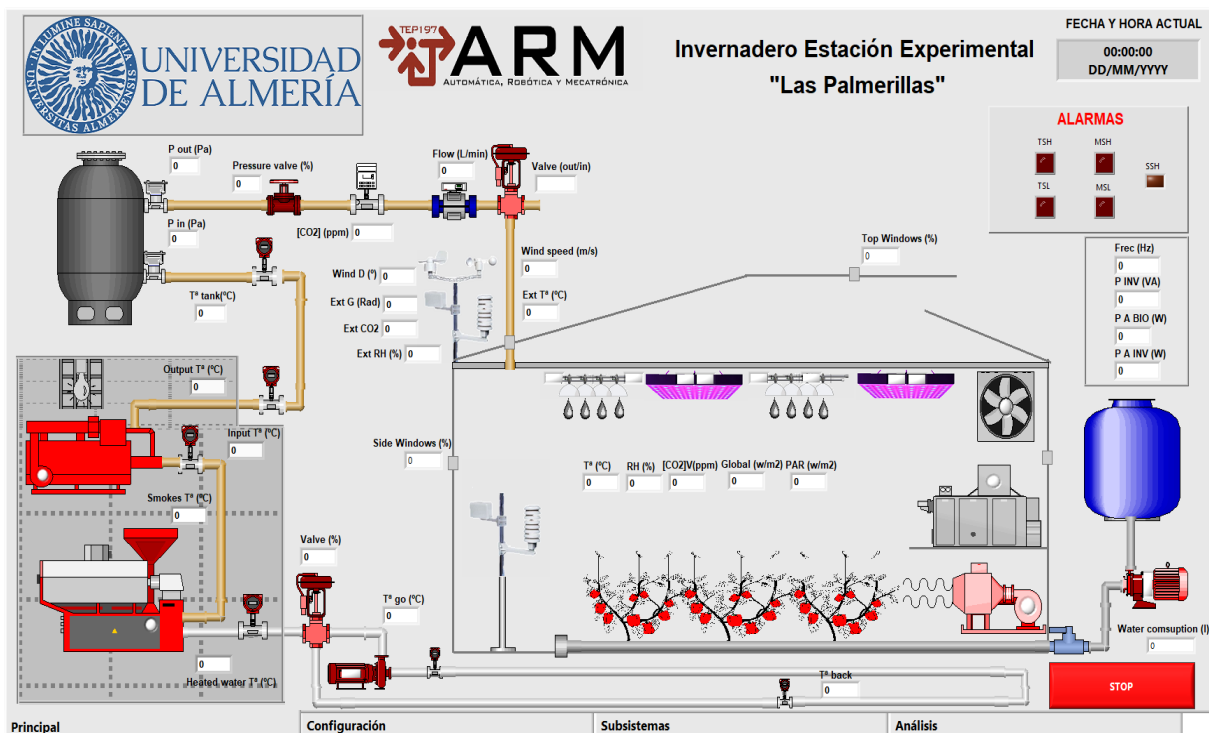 IN LUMINE SAPIENTIA
UNIVERSITAS ALMERIENSIS
UNIVERSIDAD
DE ALMERÍA
TEP197
ARM
AUTOMÁTICA, ROBÓTICA Y MECATRÓNICA
Invernadero Estación Experimental
"Las Palmerillas"
FECHA Y HORA ACTUAL
00:00:00
DD/MM/YYYY
ALARMAS
TSH
MSH
SSH
TSL
MSL
P out (Pa)
0
Pressure valve (%)
0
Flow (L/min)
0
Valve (out/in)
P in (Pa)
0
[CO2] (ppm) 0
Wind speed (m/s)
0
Top Windows (%)
0
Wind D (º) 0
Ext G (Rad) 0
Ext Tª (ºC)
0
Ext CO2 0
Ext RH (%) 0
Tª tank(ºC)
0
Frec (Hz)
0
P INV (VA)
0
P A BIO (W)
0
P A INV (W)
0
Output Tª (ºC)
0
Input Tª (ºC)
0
Side Windows (%)
0
Tª (ºC)
0
RH (%)
0
[CO2]V(ppm)
0
Global (w/m2)
0
PAR (w/m2)
0
Smokes Tª (ºC)
0
Valve (%)
0
Tª go (ºC)
0
0
Heated water Tª (ºC)
Tª back
0
Water comsuption (l)
0
STOP
Principal
Configuración
Subsistemas
Análisis